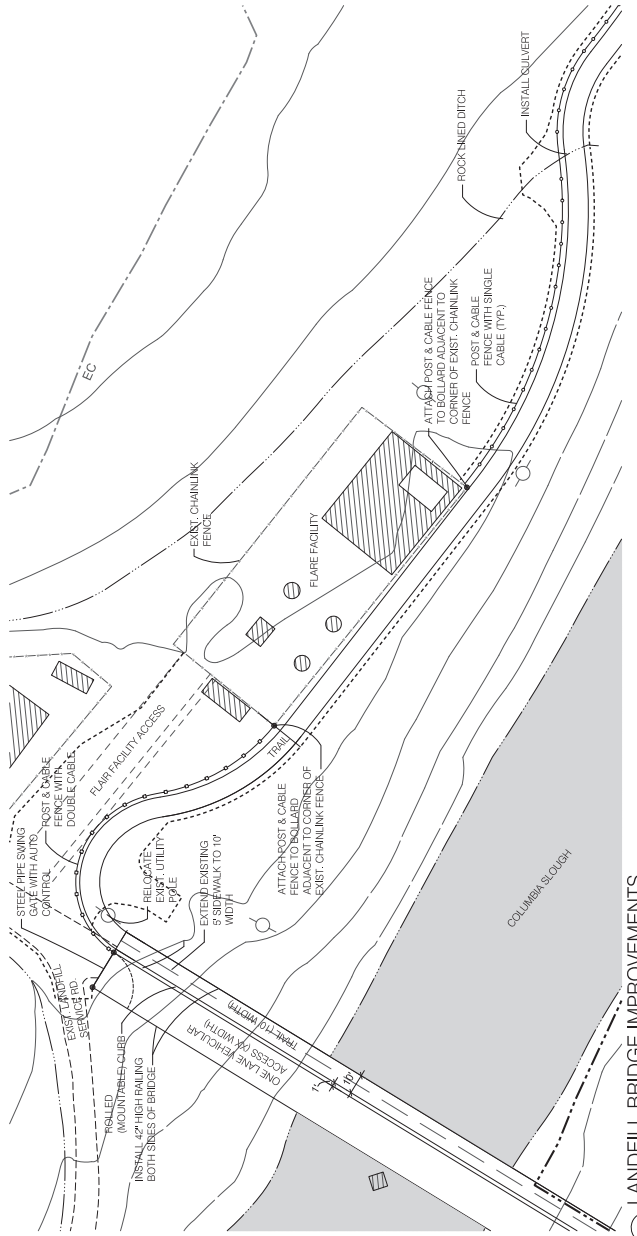 EC
ROCK LINED DITCH
INSTALL CULVERT
EXIST. CHAINLINK
FENCE
FLARE FACILITY
ATTACH POST & CABLE FENCE
TO BOLLARD ADJACENT TO
CORNER OF EXIST. CHAINLINK
FENCE
POST & CABLE
FENCE WITH SINGLE
CABLE (TYP.)
STEEL PIPE SWING
GATE WITH AUTO
CONTROL
POST & CABLE
FENCE WITH
DOUBLE CABLE
FLAIR FACILITY ACCESS
TRAIL
EXIST. LANDFILL
SERVICE RD.
RELOCATE
EXIST. UTILITY
POLE
EXTEND EXISTING
5' SIDEWALK TO 10'
WIDTH
ATTACH POST & CABLE
FENCE TO BOLLARD
ADJACENT TO CORNER OF
EXIST. CHAINLINK FENCE
ROLLED
(MOUNTABLE) CURB
INSTALL 42" HIGH RAILING
BOTH SIDES OF BRIDGE
ONE LANE VEHICULAR
ACCESS (XX' WIDTH)
TRAIL (10' WIDTH)
1'
10'
COLUMBIA SLOUGH
LANDFILL BRIDGE IMPROVEMENTS